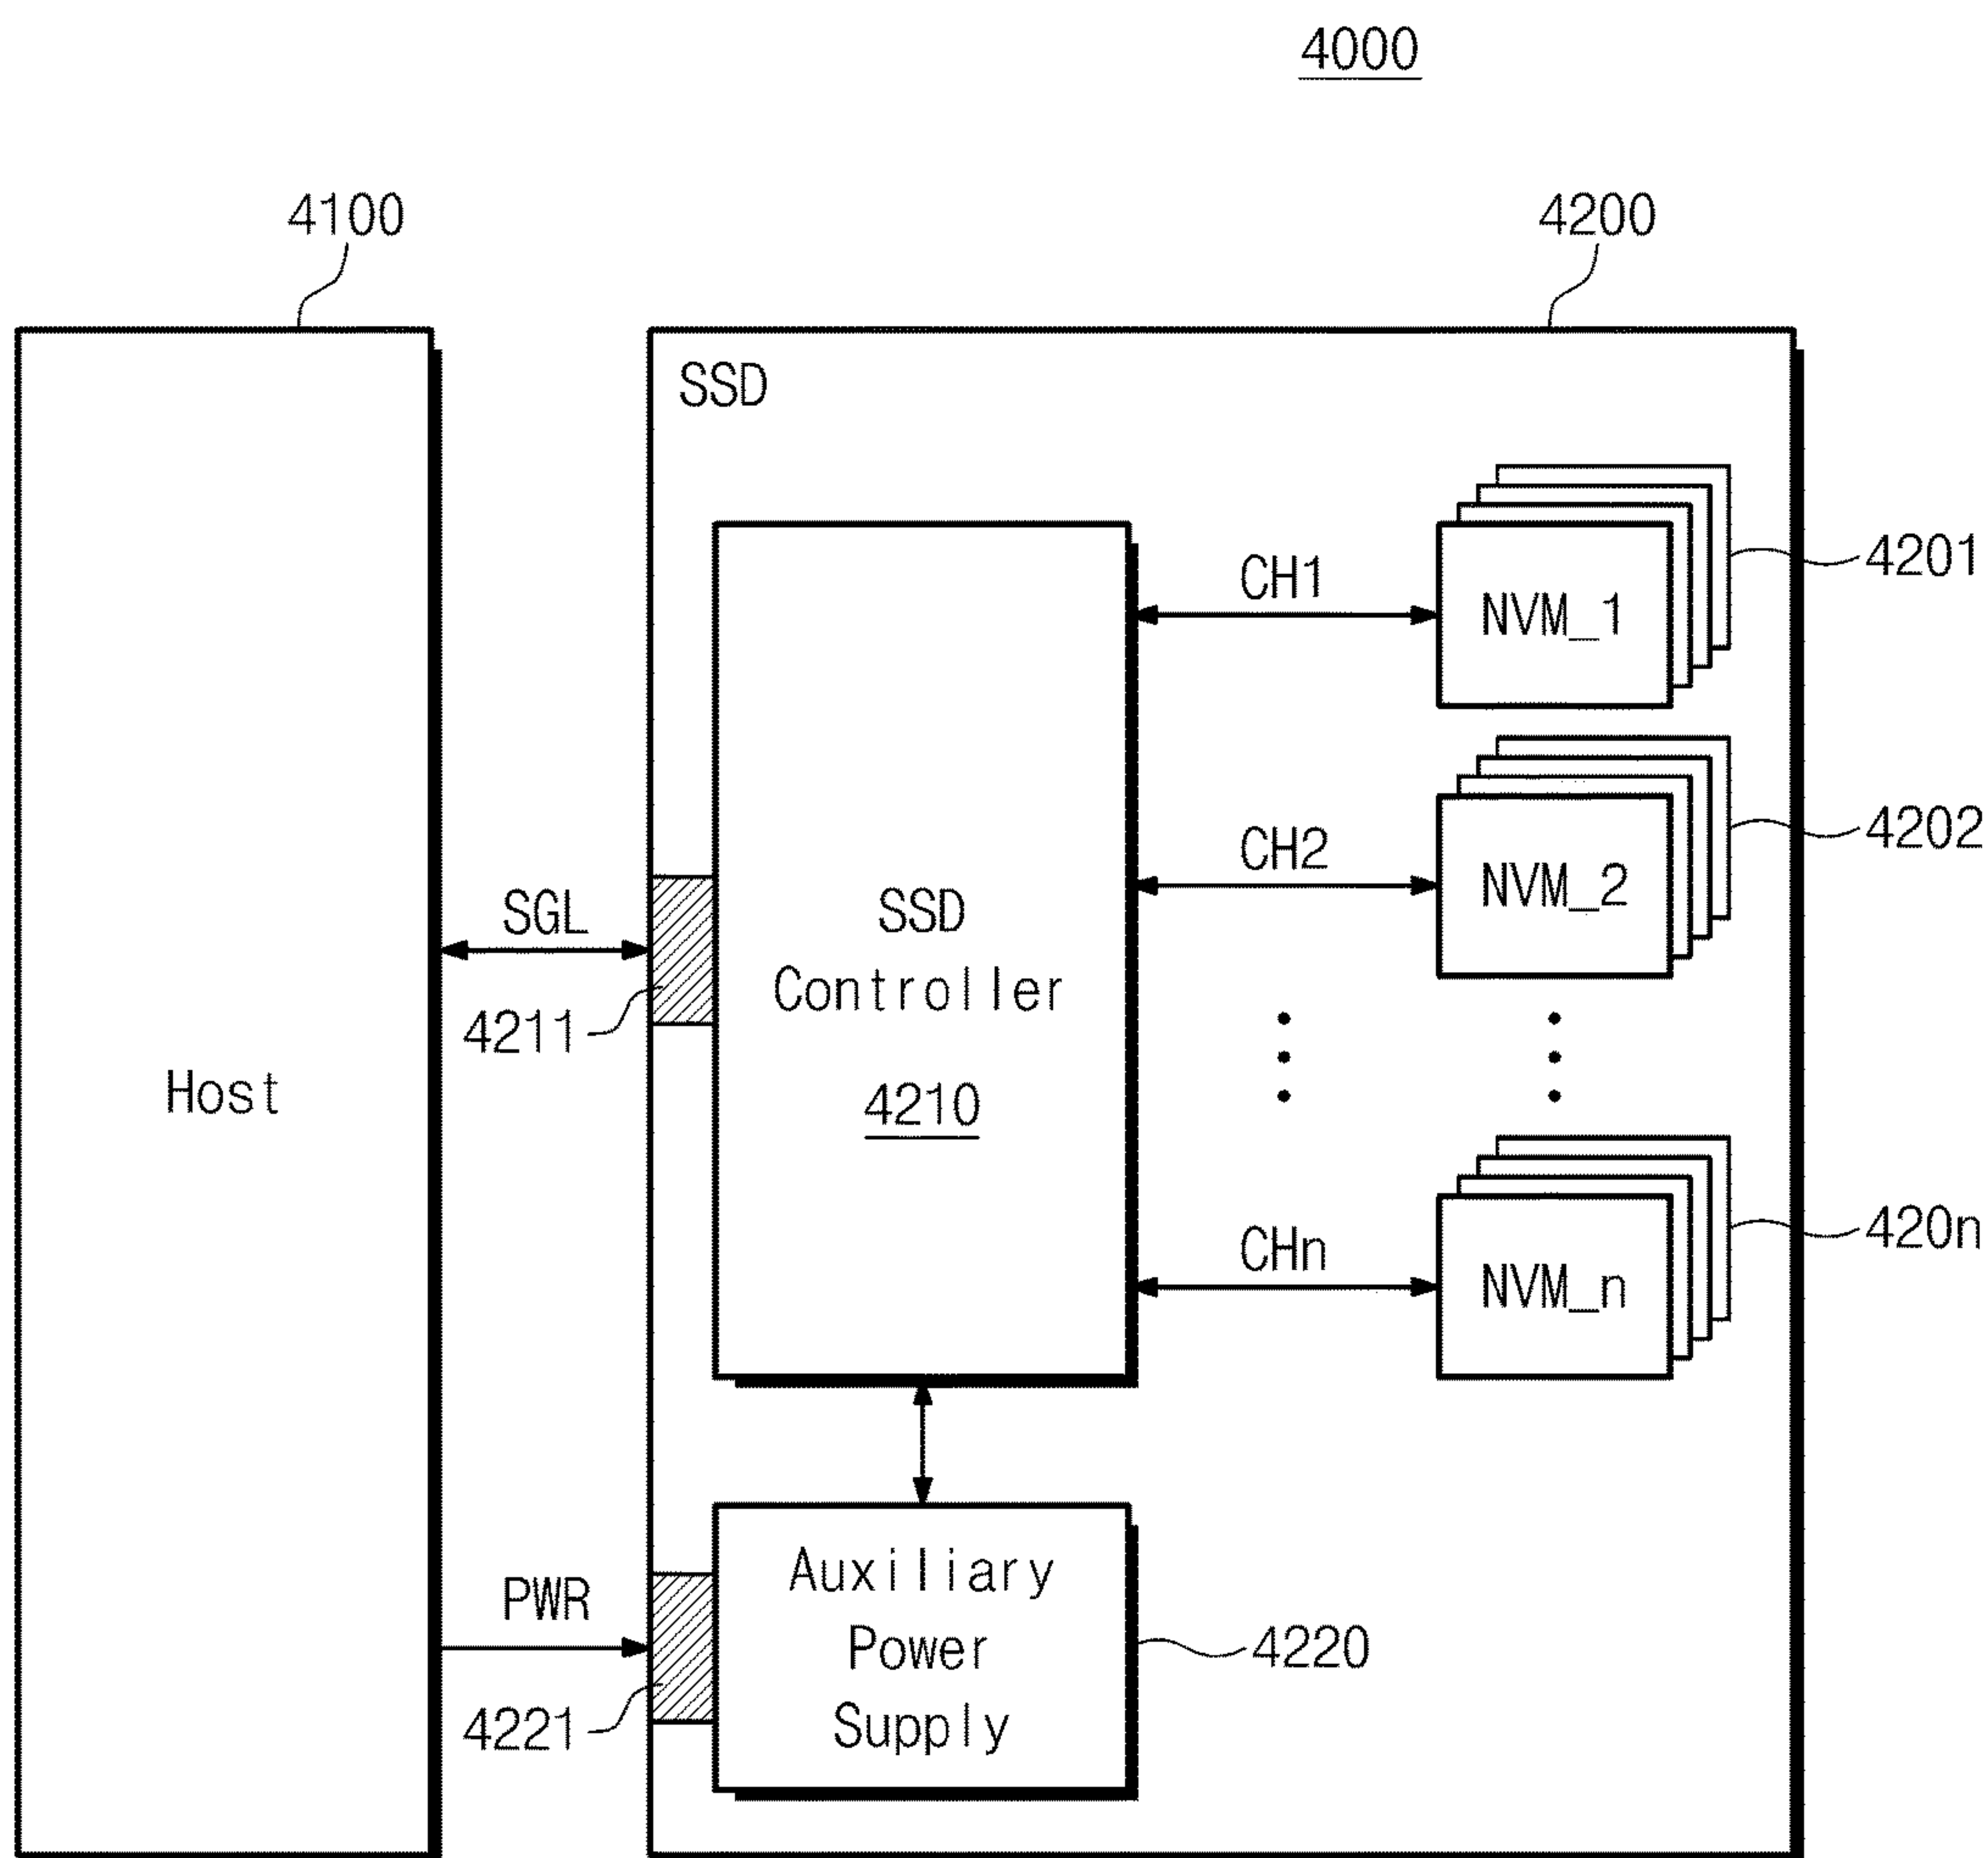 4000
4100
4200
SSD
4201
CH1
NVM_1
4202
CH2
NVM_2
SGL
SSD
Controller
4210
4211
Host
420n
CHn
NVM_n
PWR
Auxiliary
Power
Supply
4220
4221